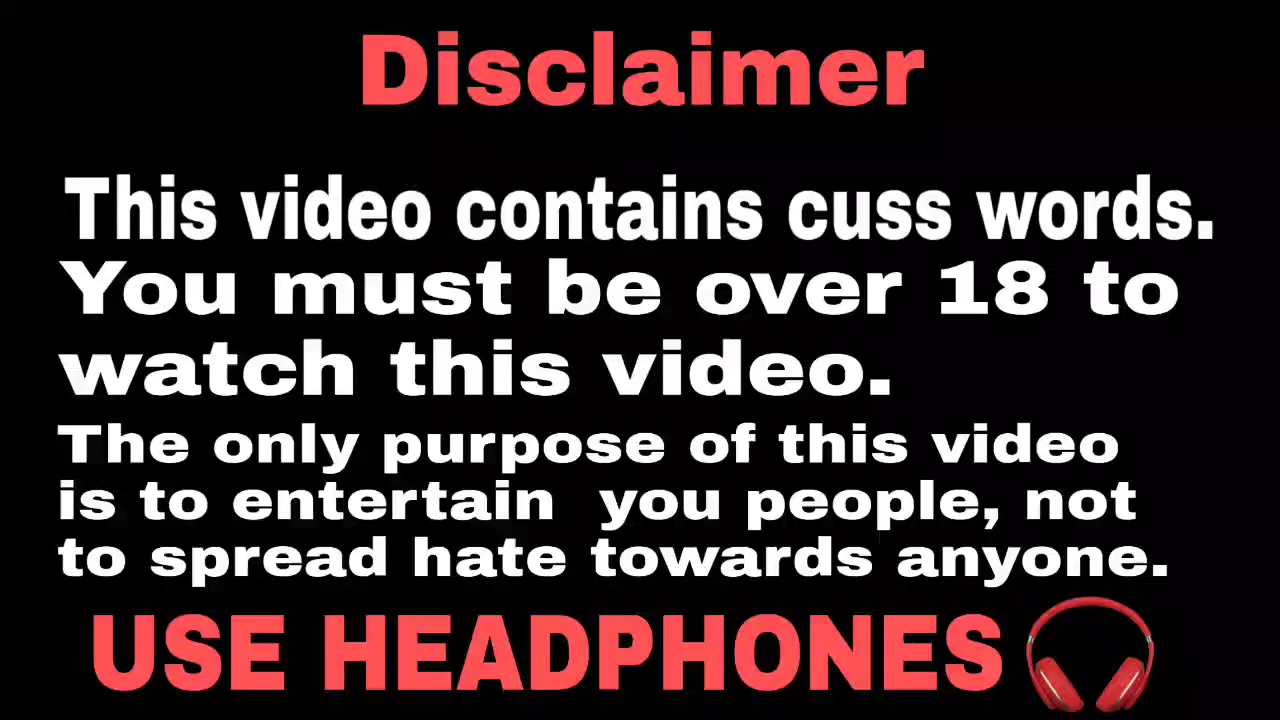 Disclaimer
This video contains cuss words.
You must be over 18 to
watch this video.
The only purpose of this video
is to entertain  you people, not
to spread hate towards anyone.
USE HEADPHONES